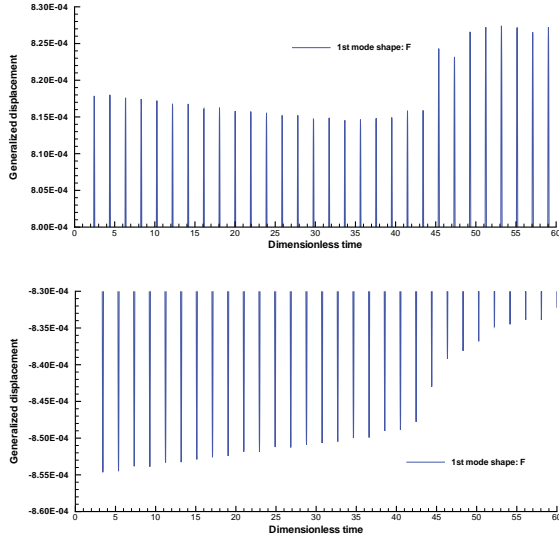 8.30E-04
8.25E-04
8.20E-04
8.15E-04
8.10E-04
8.05E-04
8.00E-04
Generalized displacement
1st mode shape: F
0 5 10 15 20 25 30 35 40 45 50 55 60
Dimensionless time
-8.30E-04
-8.35E-04
-8.40E-04
-8.45E-04
-8.50E-04
-8.55E-04
-8.60E-04
Generalized displacement
1st mode shape: F
0 5 10 15 20 25 30 35 40 45 50 55 60
Dimensionless time